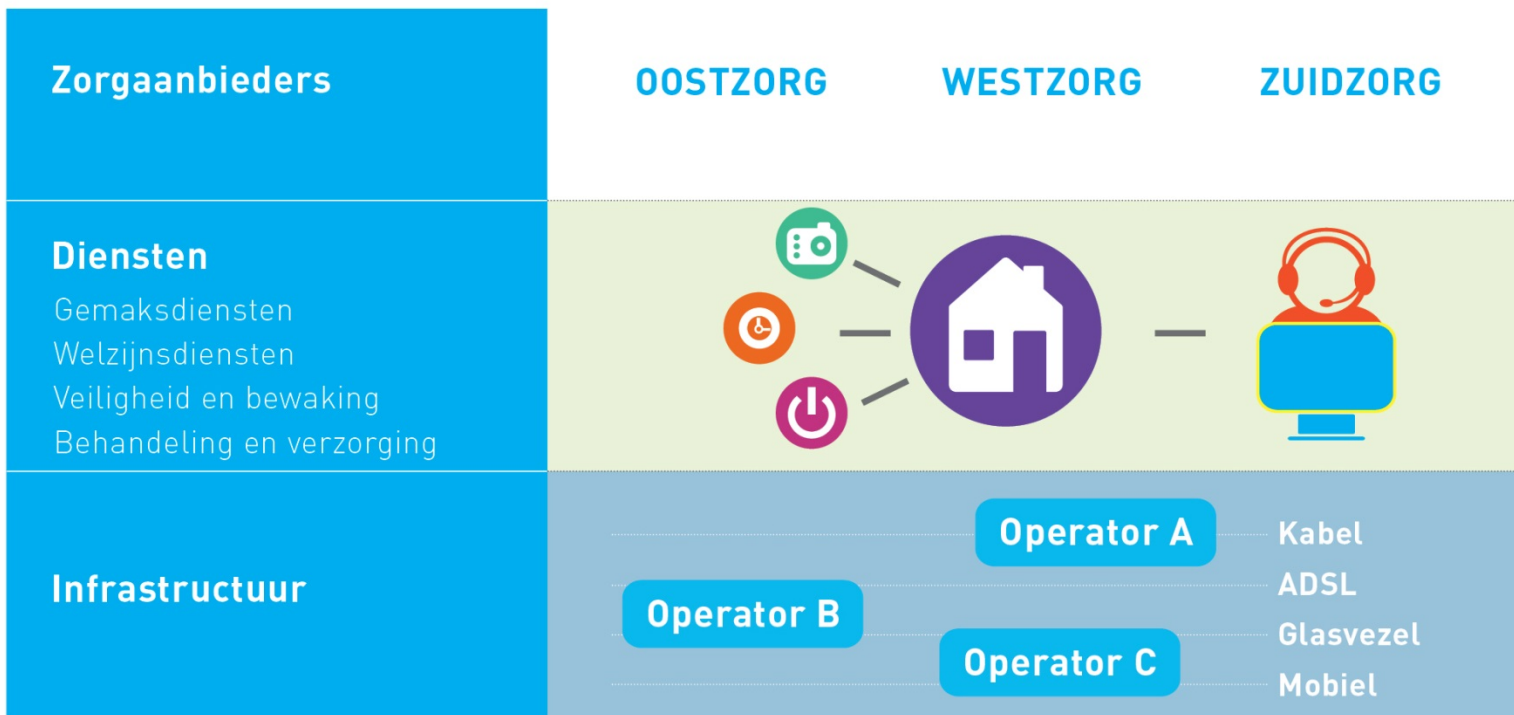 Zorgaanbieders
OOSTZORG WESTZORG ZUIDZORG
Diensten
Gemaksdiensten
Welzijnsdiensten
Veiligheid en bewaking
Behandeling en verzorging
Infrastructuur
Operator A
Operator B
Operator C
Kabel
ADSL
Glasvezel
Mobiel